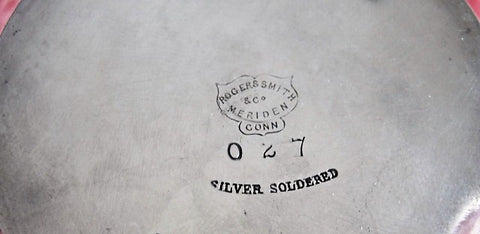 ROGERS SMITH
& Co
MERIDEN
CONN
0 2 7
SILVER SOLDERED